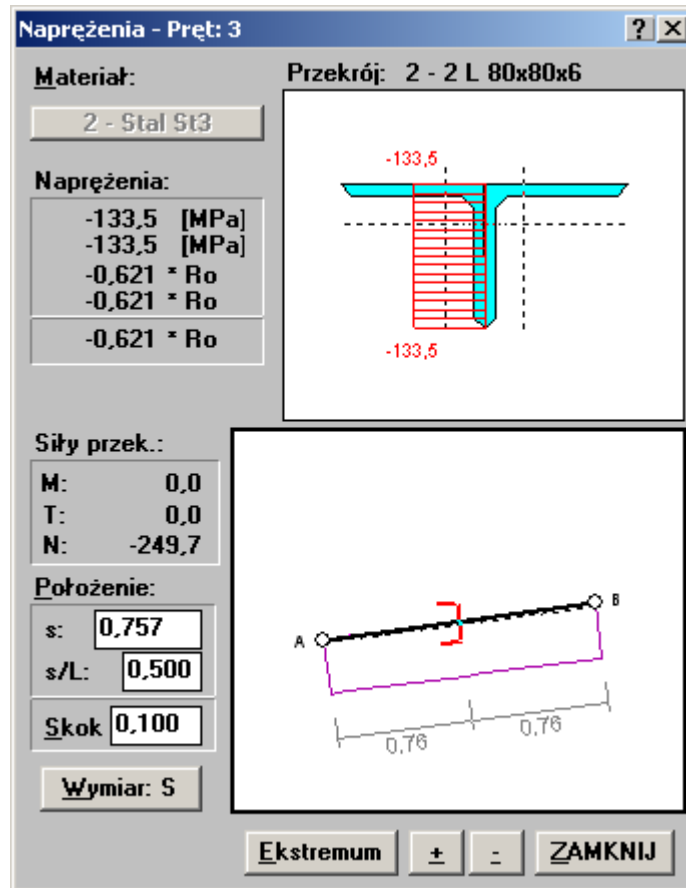 Naprężenia - Pręt: 3
Materiał:
2 - Stal St3
Przekrój: 2 - 2 L 80x80x6
-133,5
-133,5
Naprężenia:
-133,5 [MPa]
-133,5 [MPa]
-0,621 * Ro
-0,621 * Ro
-0,621 * Ro
Siły przek.:
M: 0,0
T: 0,0
N: -249,7
Położenie:
s: 0,757
s/L: 0,500
Skok 0,100
Wymiar: S
A
B
0,76
0,76
Ekstremum
+
-
ZAMKNIJ